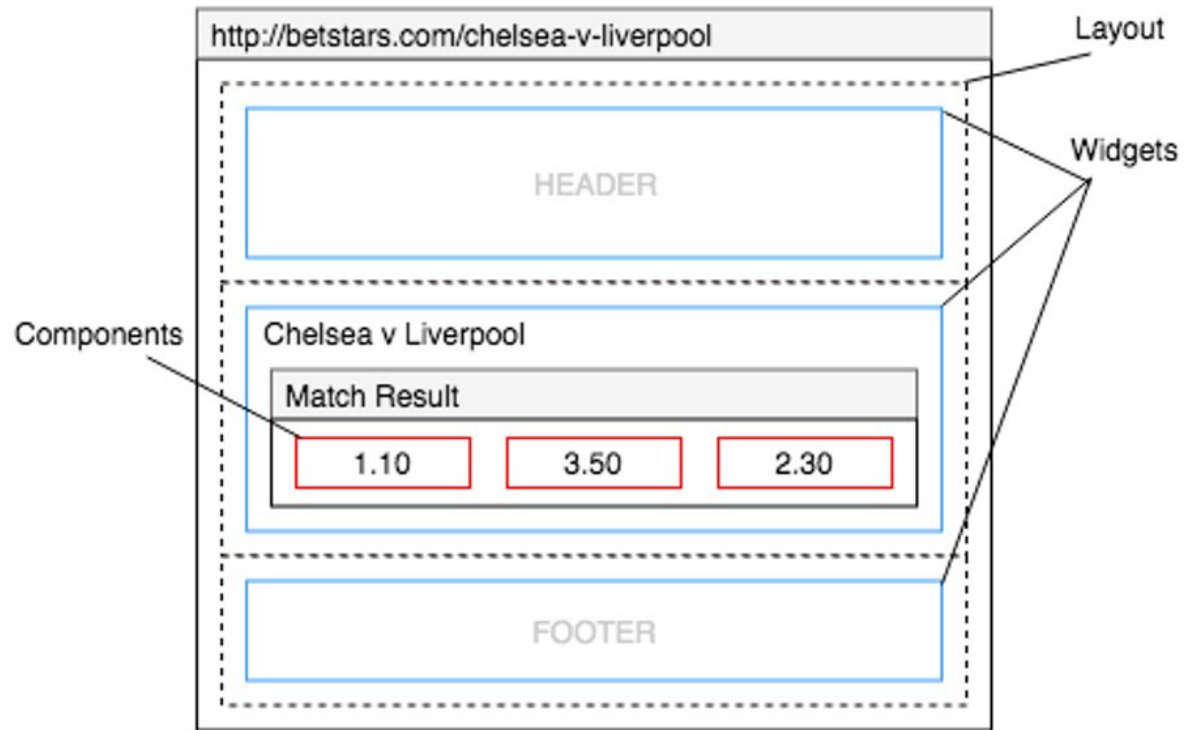 http://betstars.com/chelsea-v-liverpool
Layout
HEADER
Widgets
Components
Chelsea v Liverpool
Match Result
1.10 3.50 2.30
FOOTER